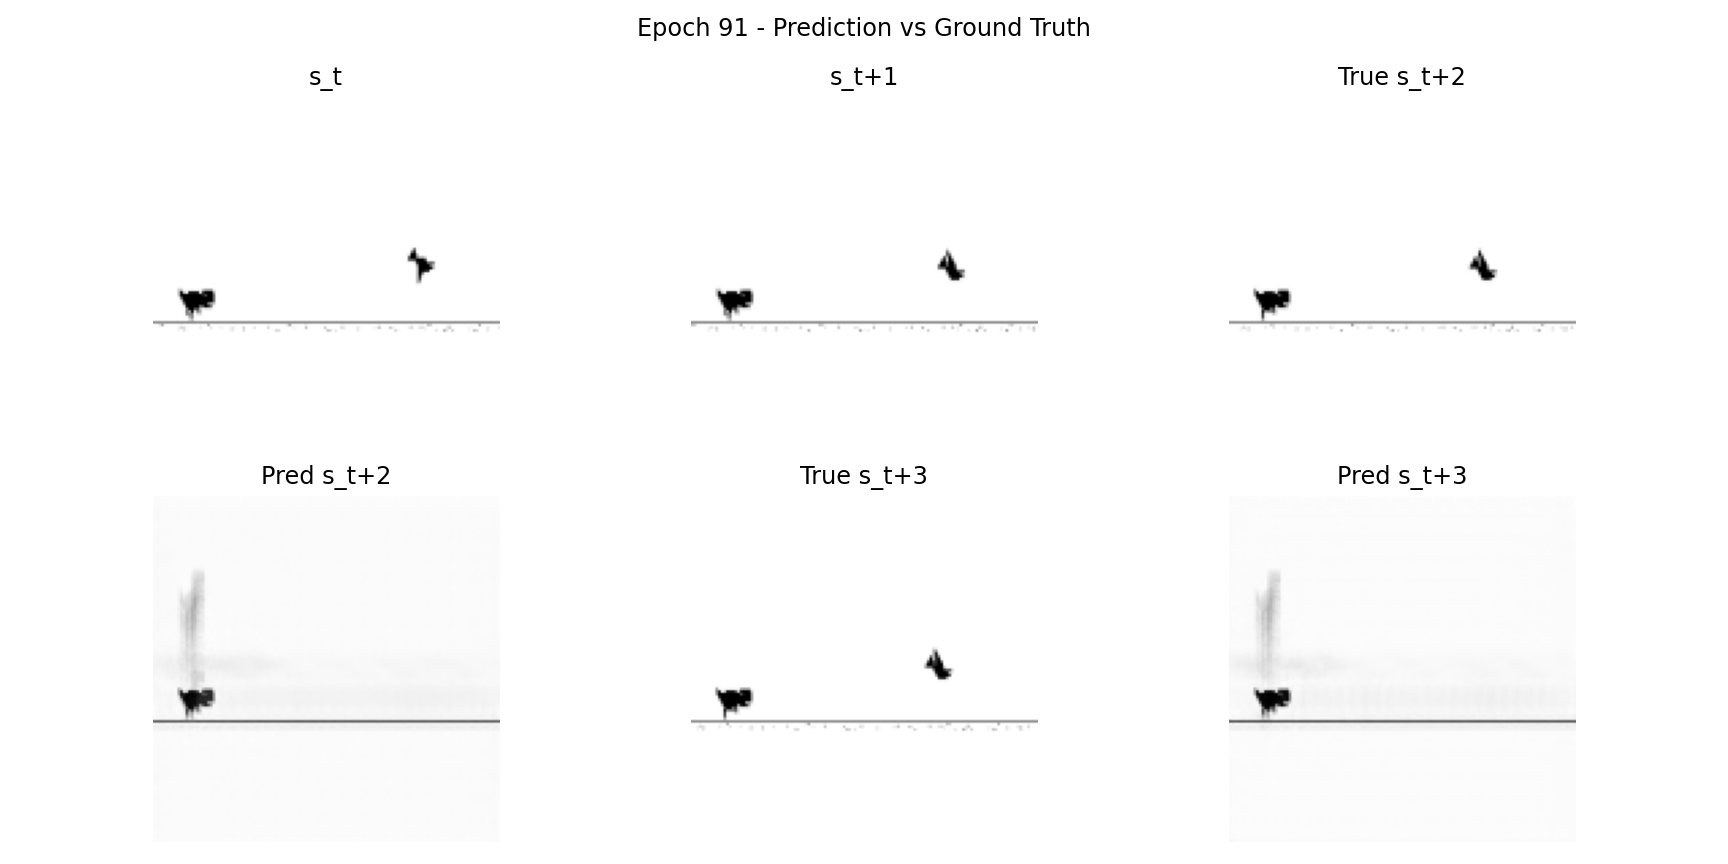 Epoch 91 - Prediction vs Ground Truth
s_t
s_t+1
True s_t+2
Pred s_t+2
True s_t+3
Pred s_t+3